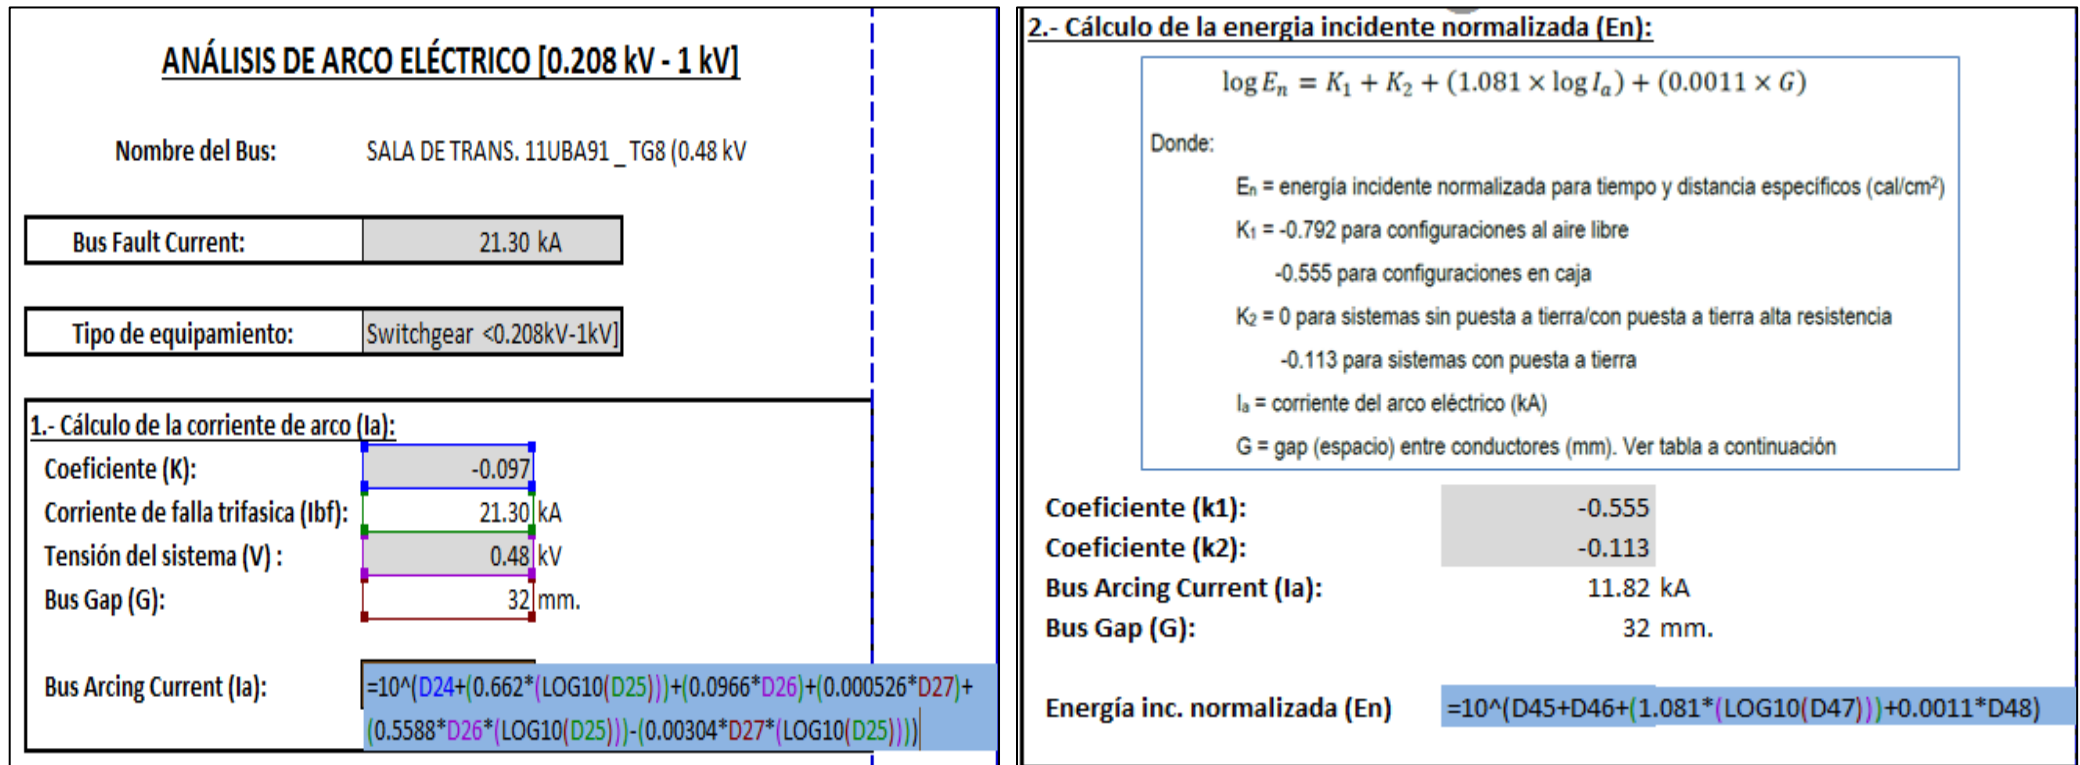 ANÁLISIS DE ARCO ELÉCTRICO [0.208 kV - 1 kV]
Nombre del Bus: SALA DE TRANS. 11UBA91 _ TG8 (0.48 kV
Bus Fault Current: 21.30 kA
Tipo de equipamiento: Switchgear <0.208kV-1kV]
1.- Cálculo de la corriente de arco (Ia):
Coeficiente (K): -0.097
Corriente de falla trifasica (Ibf): 21.30 kA
Tensión del sistema (V) : 0.48 kV
Bus Gap (G): 32 mm.
Bus Arcing Current (Ia): =10^(D24+(0.662*(LOG10(D25)))+(0.0966*D26)+(0.000526*D27)+
(0.5588*D26*(LOG10(D25)))-(0.00304*D27*(LOG10(D25))))
2.- Cálculo de la energia incidente normalizada (En):
log Eₙ = K₁ + K₂ + (1.081 × log Iₐ) + (0.0011 × G)
Donde:
Eₙ = energía incidente normalizada para tiempo y distancia específicos (cal/cm²)
K₁ = -0.792 para configuraciones al aire libre
-0.555 para configuraciones en caja
K₂ = 0 para sistemas sin puesta a tierra/con puesta a tierra alta resistencia
-0.113 para sistemas con puesta a tierra
Iₐ = corriente del arco eléctrico (kA)
G = gap (espacio) entre conductores (mm). Ver tabla a continuación
Coeficiente (k1): -0.555
Coeficiente (k2): -0.113
Bus Arcing Current (Ia): 11.82 kA
Bus Gap (G): 32 mm.
Energía inc. normalizada (En) =10^(D45+D46+(1.081*(LOG10(D47)))+0.0011*D48)